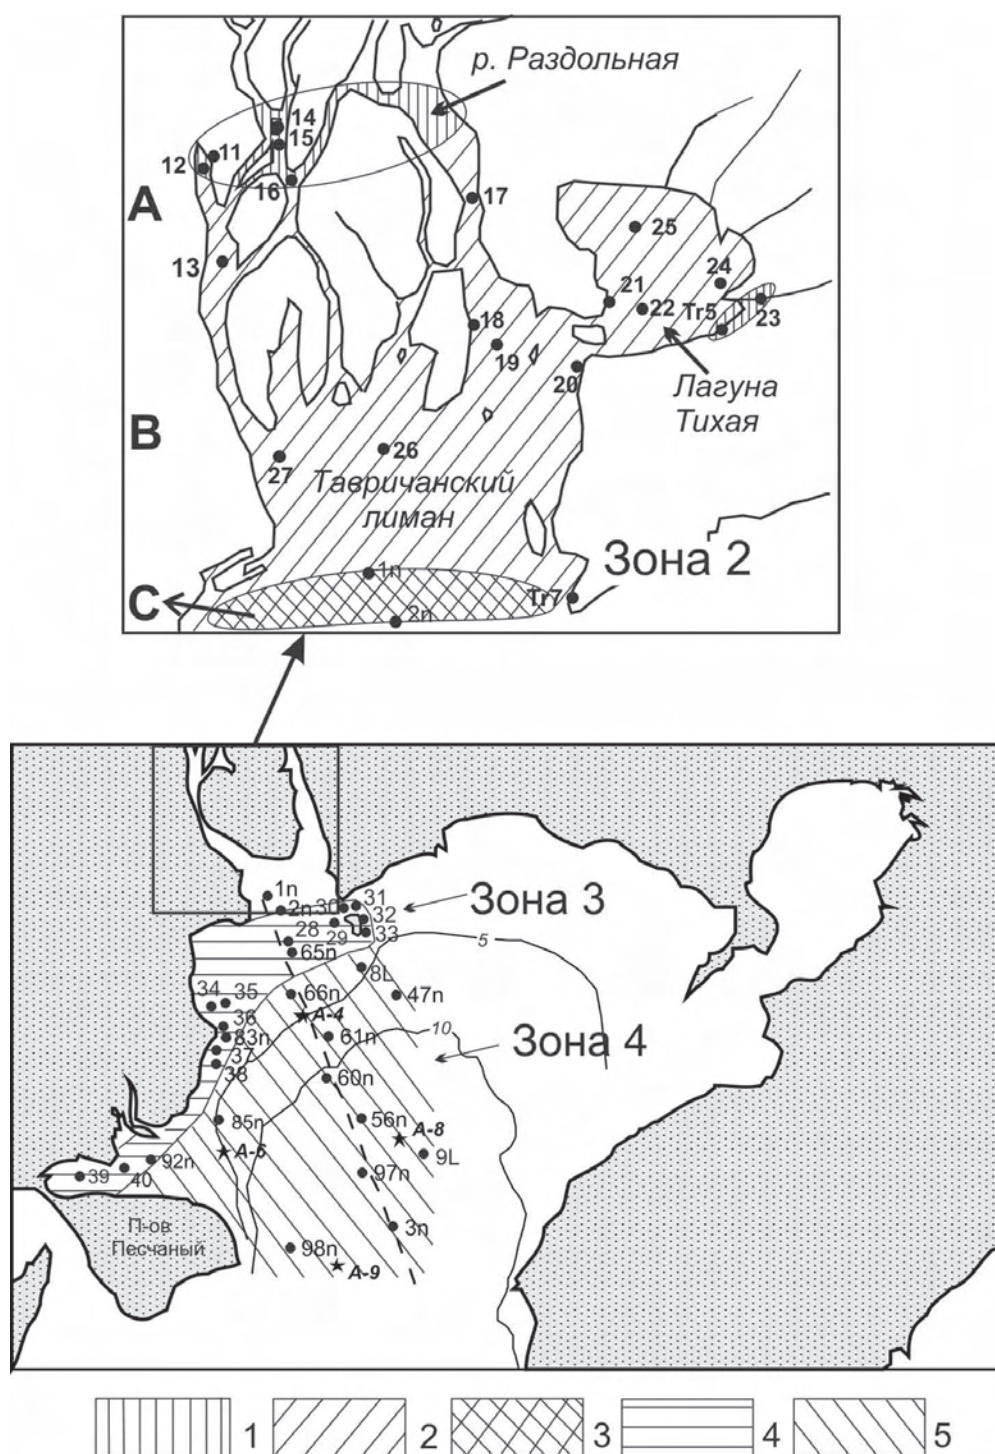 р. Раздольная
14
15
11
12
16
A
17
13
25
24
21
22
Tr5
23
18
19
20
Лагуна
Тихая
B
26
27
Тавричанский
лиман
Зона 2
1n
C
Tr7
2n
1n
2n
30
31
32
Зона 3
28
29
33
65n
5
8L
34
35
66n
47n
36
A-4
83n
61n
10
Зона 4
37
38
60n
85n
56n
A-8
A-6
9L
92n
39
40
97n
П-ов
Песчаный
3n
98n
A-9
1
2
3
4
5